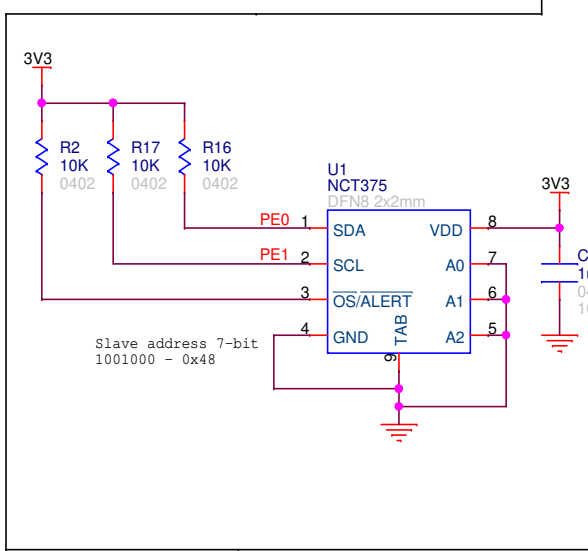 3V3
R2
10K
0402
R17
10K
0402
R16
10K
0402
U1
NCT375
DFN8 2x2mm
3V3
PE0 1 SDA
PE1 2 SCL
3 OS/ALERT
4 GND
VDD 8
A0 7
A1 6
A2 5
TAB 9
Slave address 7-bit
1001000 - 0x48